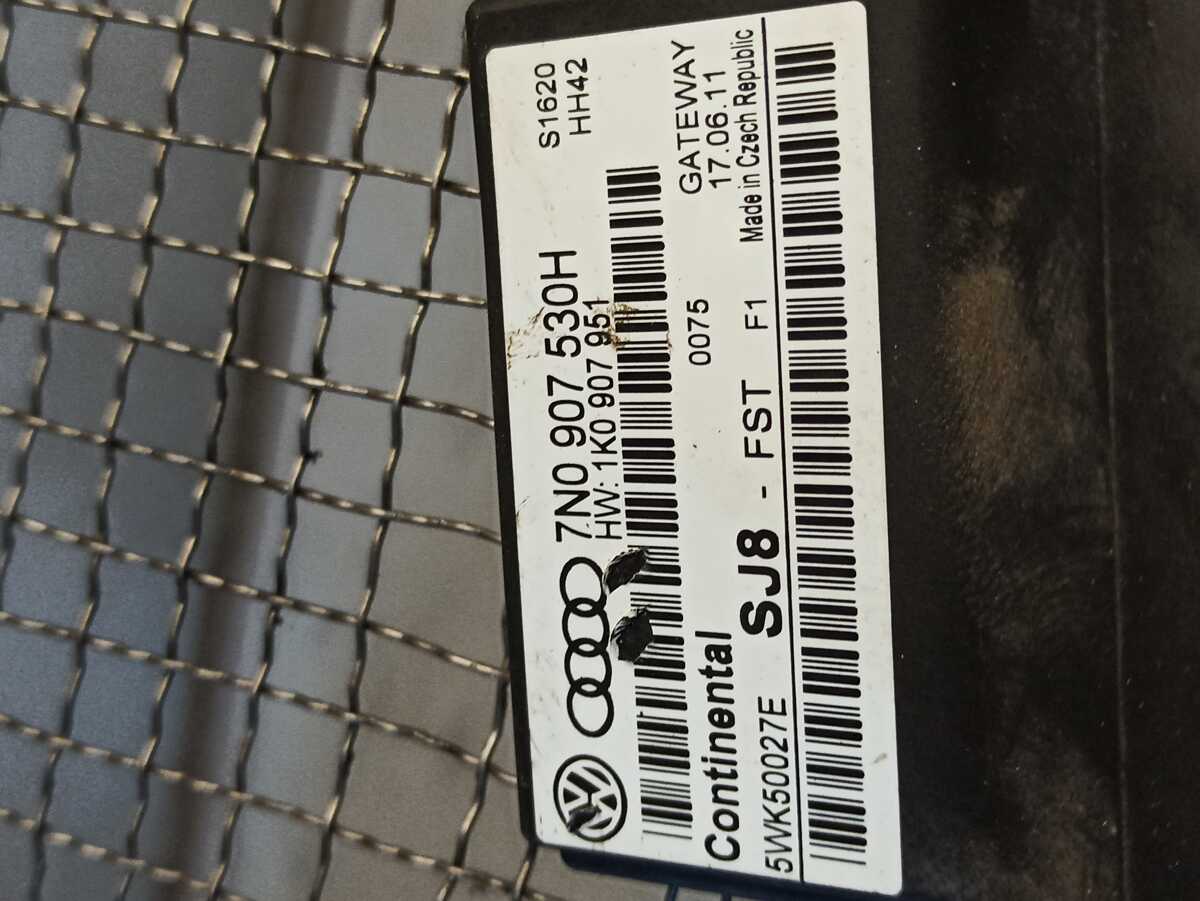 S1620
7N0 907 530H HH42
HW: 1K0 907 951
GATEWAY
Continental 0075 17.06.11
SJ8 - FST F1 Made in Czech Republic
5WK50027E